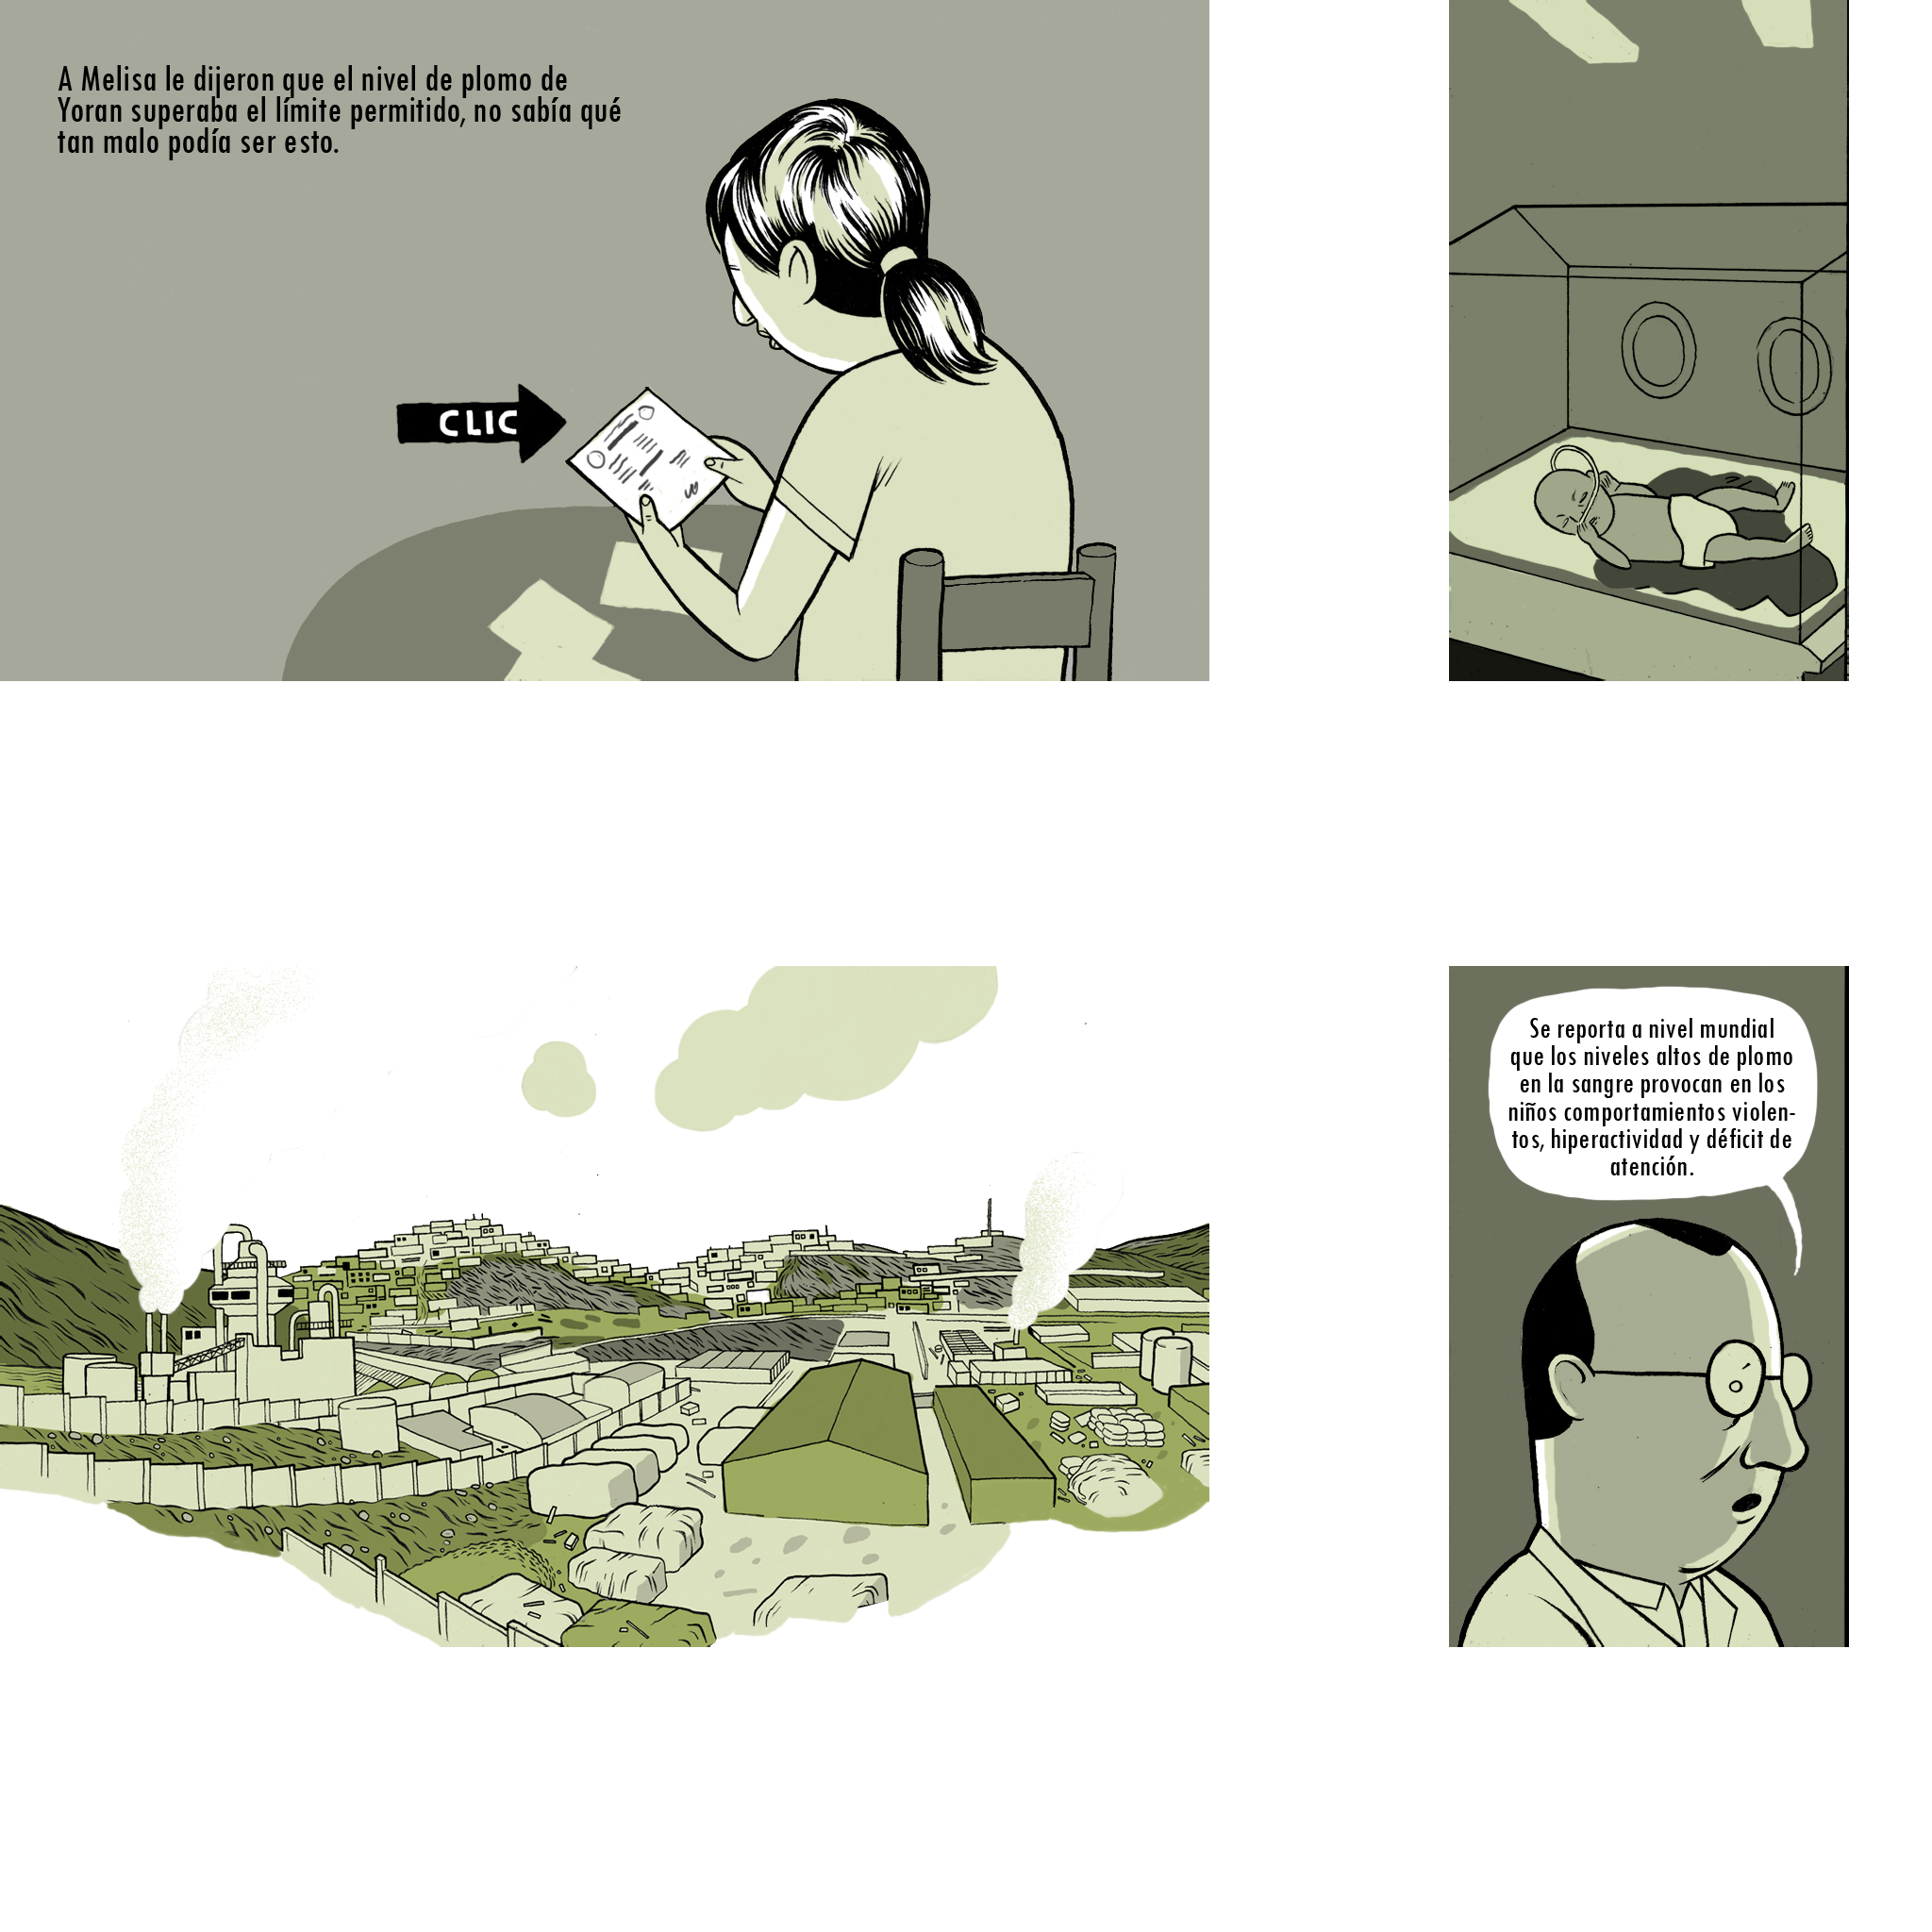 A Melisa le dijeron que el nivel de plomo de
Yoran superaba el límite permitido, no sabía qué
tan malo podía ser esto.
CLIC
Se reporta a nivel mundial
que los niveles altos de plomo
en la sangre provocan en los
niños comportamientos violen-
tos, hiperactividad y déficit de
atención.